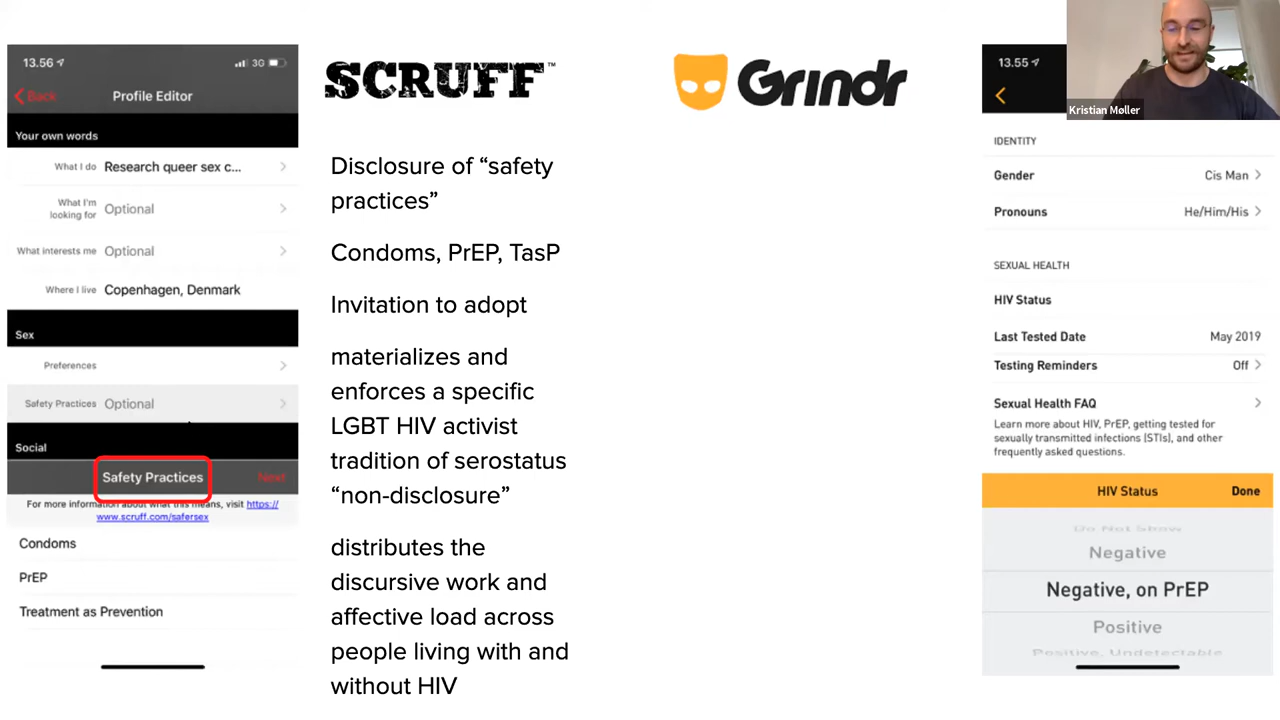 13.56
3G
Back
Profile Editor
Your own words
What I do Research queer sex c...
What I'm looking for Optional
What interests me Optional
Where I live Copenhagen, Denmark
Sex
Preferences
Safety Practices Optional
Social
Safety Practices Next
For more information about what this means, visit https://
www.scruff.com/safersex
Condoms
PrEP
Treatment as Prevention
SCRUFF™
Disclosure of “safety
practices”
Condoms, PrEP, TasP
Invitation to adopt
materializes and
enforces a specific
LGBT HIV activist
tradition of serostatus
“non-disclosure”
distributes the
discursive work and
affective load across
people living with and
without HIV
Grindr
13.55
Kristian Møller
IDENTITY
Gender Cis Man
Pronouns He/Him/His
SEXUAL HEALTH
HIV Status
Last Tested Date May 2019
Testing Reminders Off
Sexual Health FAQ
Learn more about HIV, PrEP, getting tested for
sexually transmitted infections (STIs), and other
frequently asked questions.
HIV Status Done
Do Not Show
Negative
Negative, on PrEP
Positive
Positive, Undetectable